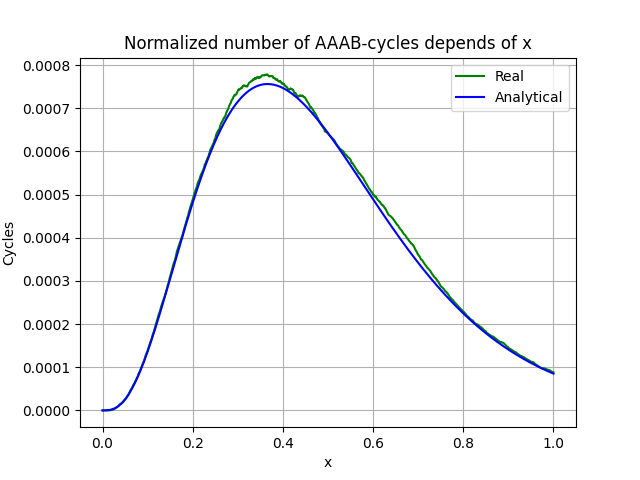 Normalized number of AAAB-cycles depends of x
Real
Analytical
Cycles
0.0008
0.0007
0.0006
0.0005
0.0004
0.0003
0.0002
0.0001
0.0000
0.0 0.2 0.4 0.6 0.8 1.0
x